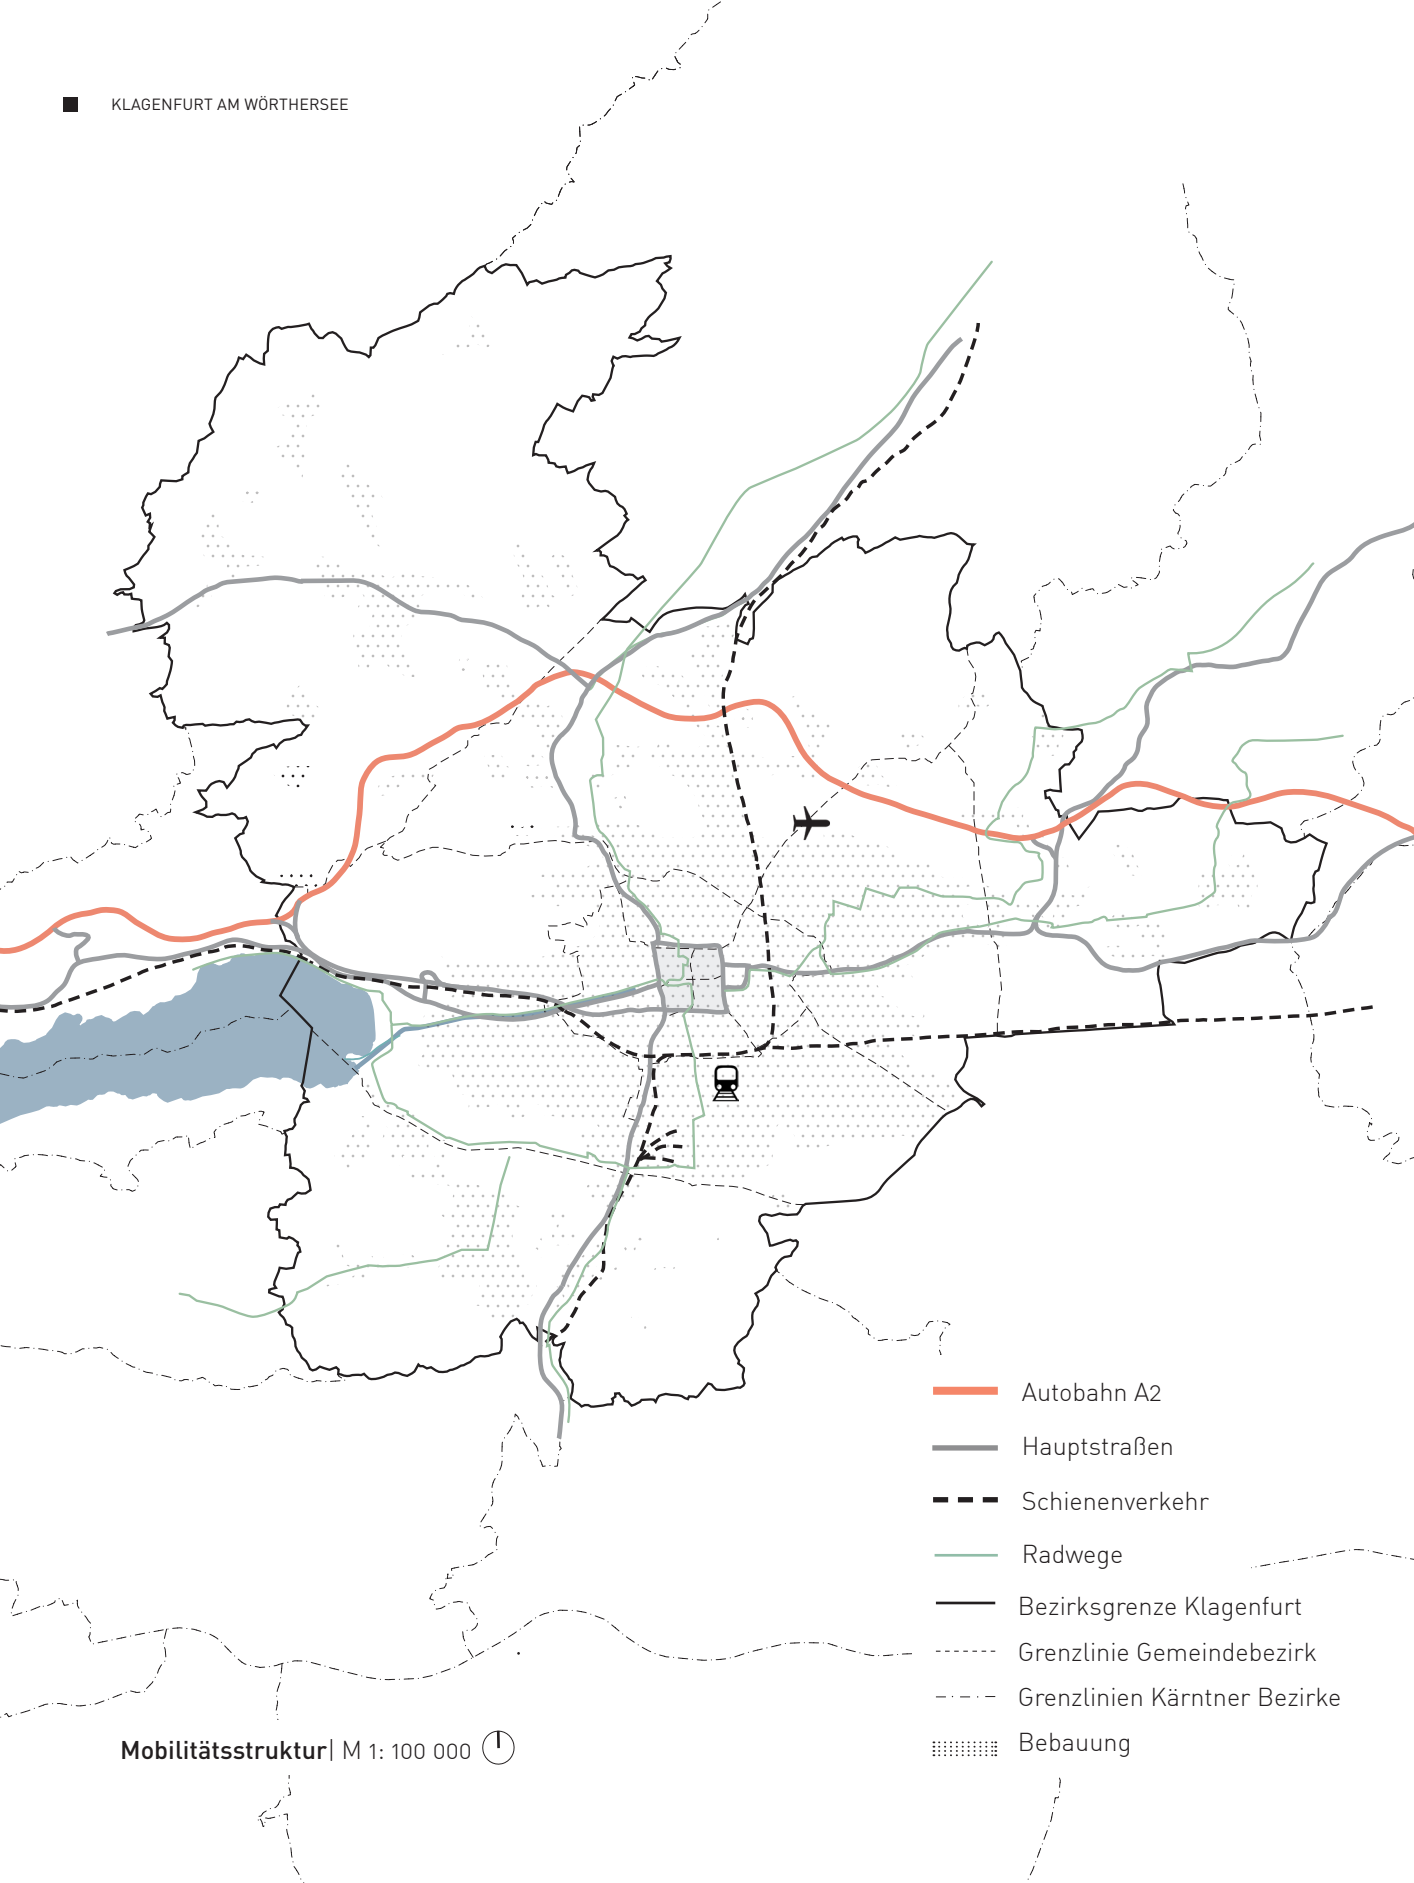 KLAGENFURT AM WÖRTHERSEE
Autobahn A2
Hauptstraßen
Schienenverkehr
Radwege
Bezirksgrenze Klagenfurt
Grenzlinie Gemeindebezirk
Grenzlinien Kärntner Bezirke
Bebauung
Mobilitätsstruktur| M 1: 100 000